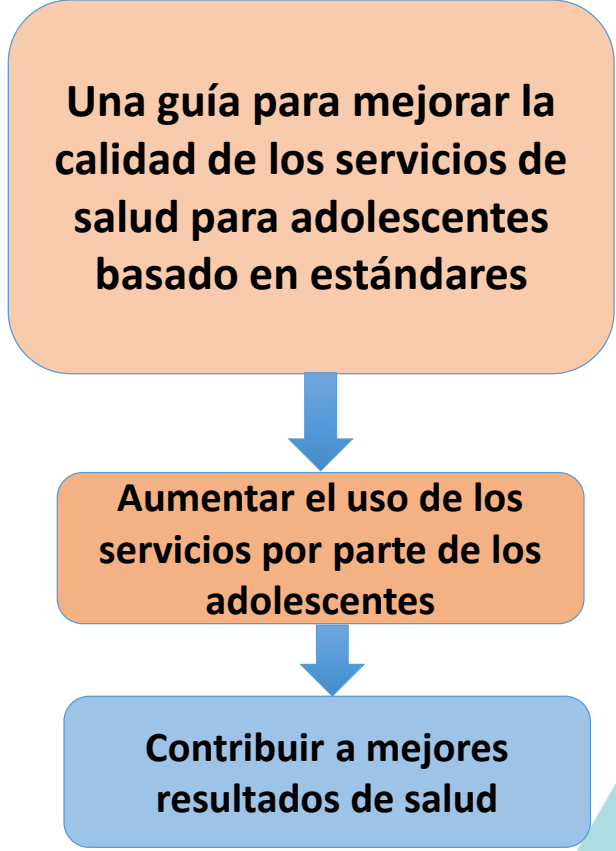 Una guía para mejorar la
calidad de los servicios de
salud para adolescentes
basado en estándares
Aumentar el uso de los
servicios por parte de los
adolescentes
Contribuir a mejores
resultados de salud